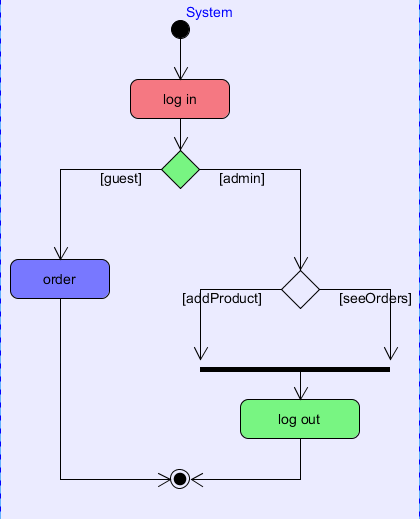 System
log in
[guest]
[admin]
order
[addProduct]
[seeOrders]
log out